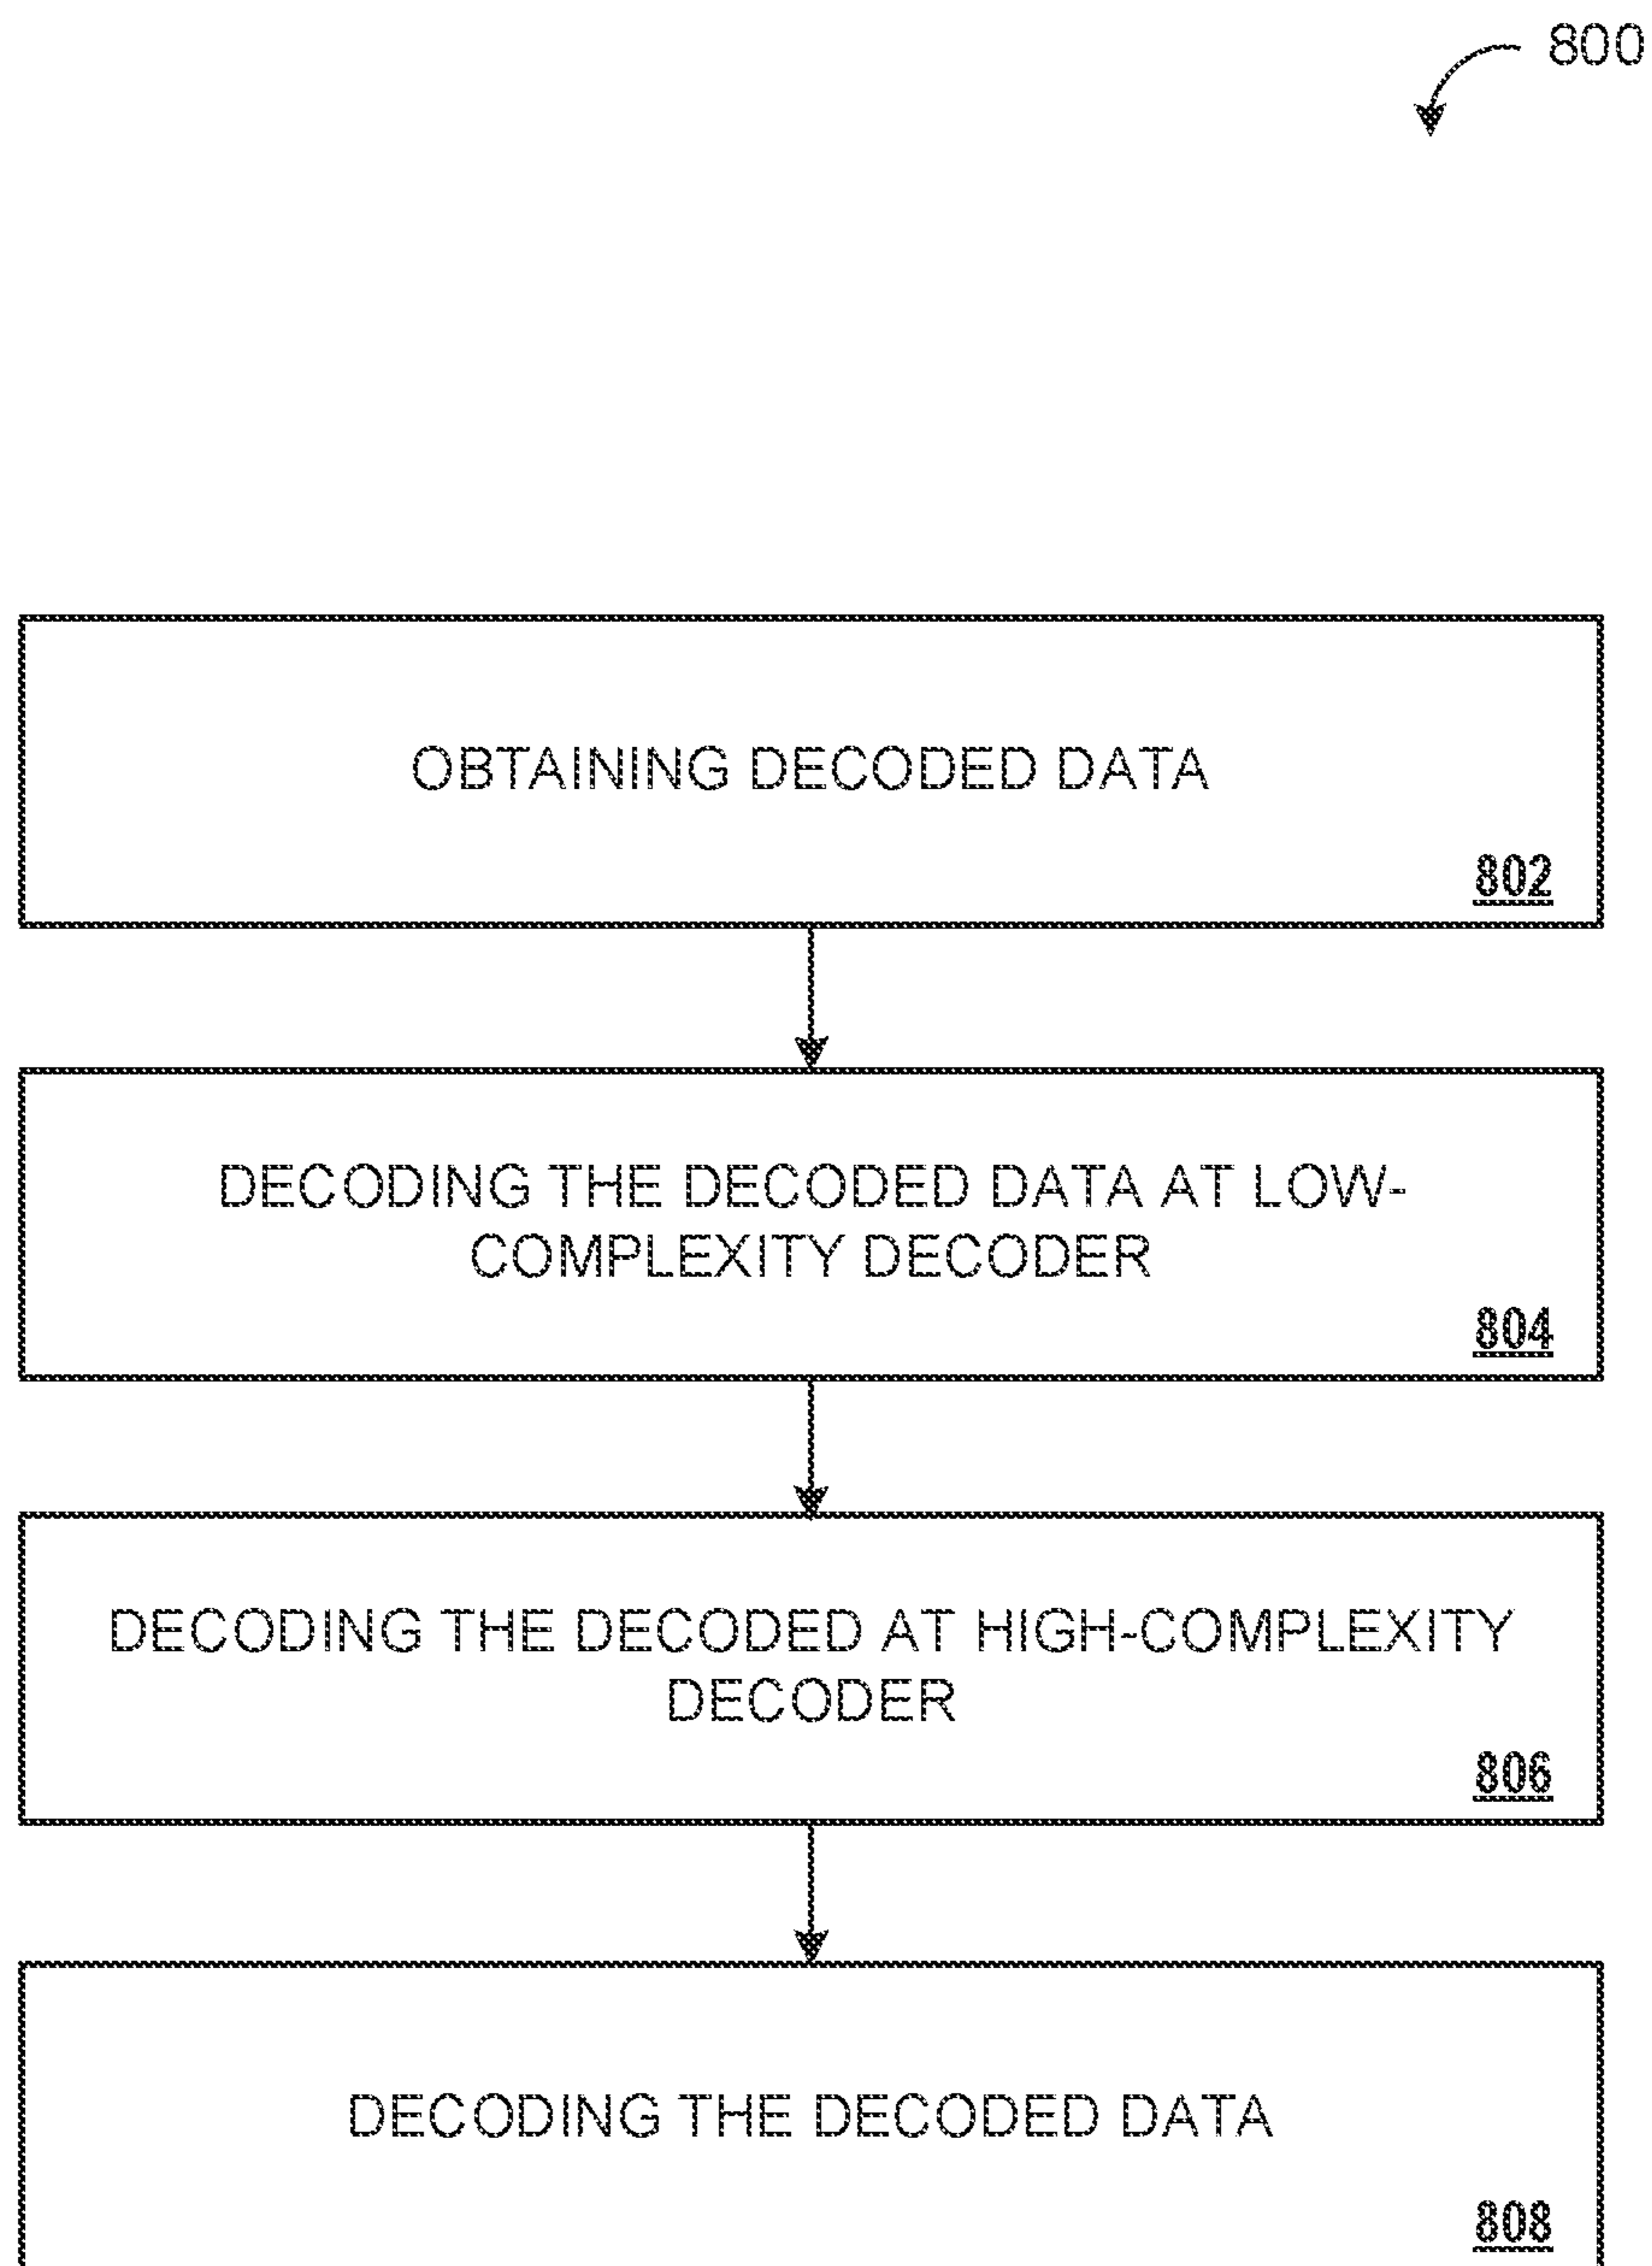 800
OBTAINING DECODED DATA
802
DECODING THE DECODED DATA AT LOW-
COMPLEXITY DECODER
804
DECODING THE DECODED AT HIGH-COMPLEXITY
DECODER
806
DECODING THE DECODED DATA
808